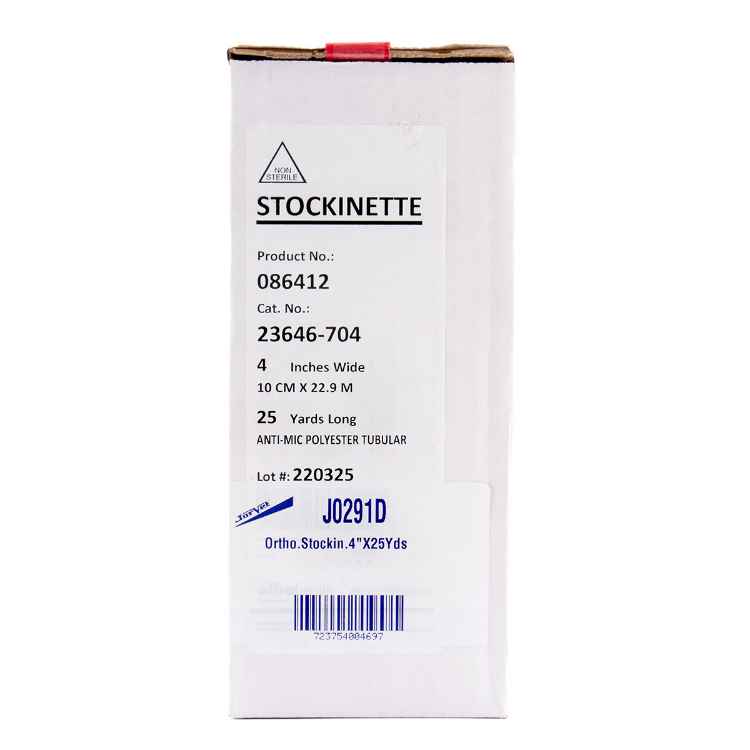 NON
STERILE
STOCKINETTE
Product No.:
086412
Cat. No.:
23646-704
4 Inches Wide
10 CM X 22.9 M
25 Yards Long
ANTI-MIC POLYESTER TUBULAR
Lot #: 220325
JorVet
J0291D
Ortho.Stockin.4"X25Yds
723754004697